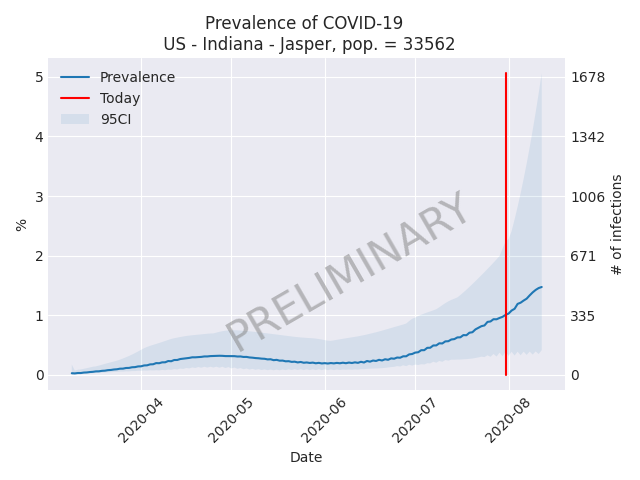 Prevalence of COVID-19
US - Indiana - Jasper, pop. = 33562
Prevalence
Today
95CI
PRELIMINARY
%
5
4
3
2
1
0
1678
1342
1006
671
335
0
# of infections
2020-04
2020-05
2020-06
2020-07
2020-08
Date